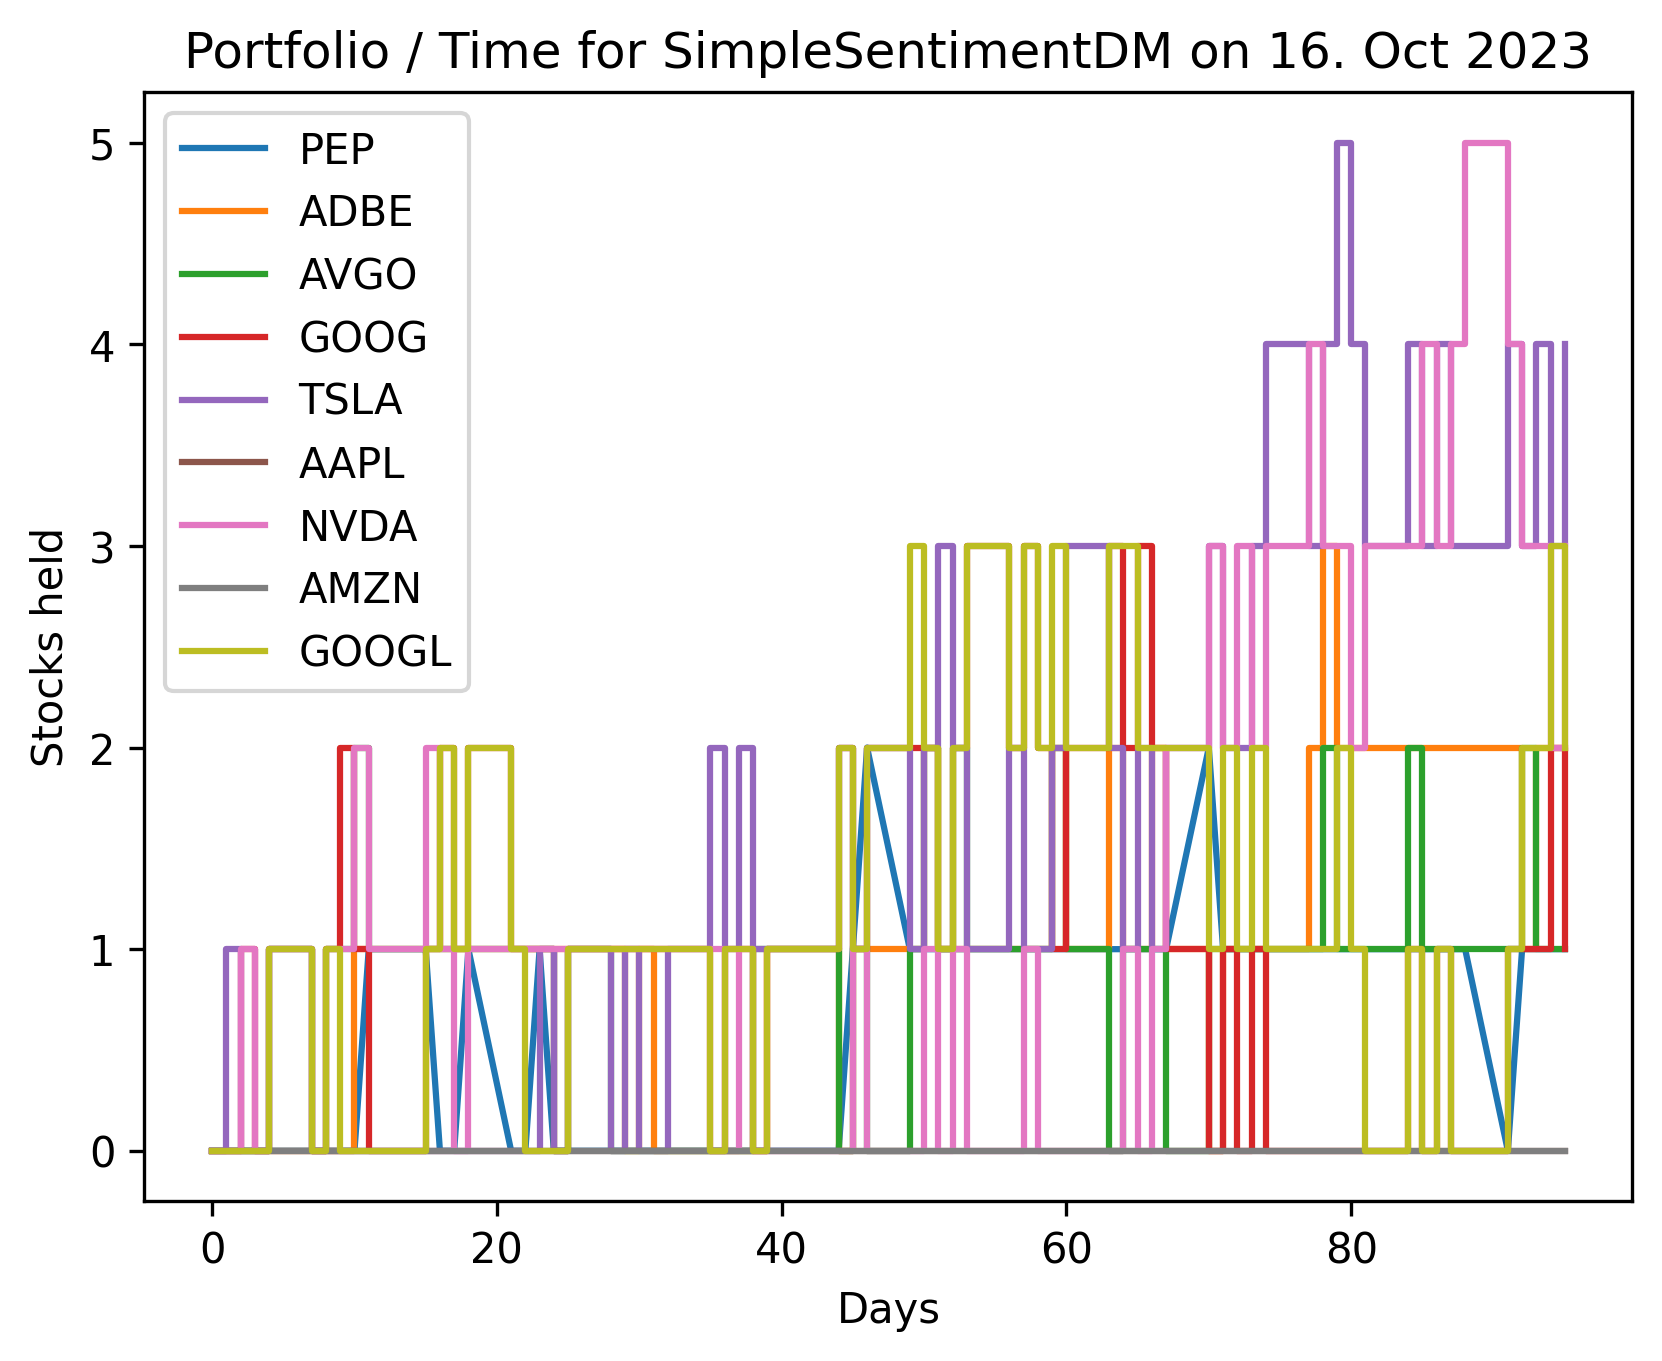 Portfolio / Time for SimpleSentimentDM on 16. Oct 2023
5
4
3
2
1
0
Stocks held
PEP
ADBE
AVGO
GOOG
TSLA
AAPL
NVDA
AMZN
GOOGL
0 20 40 60 80
Days